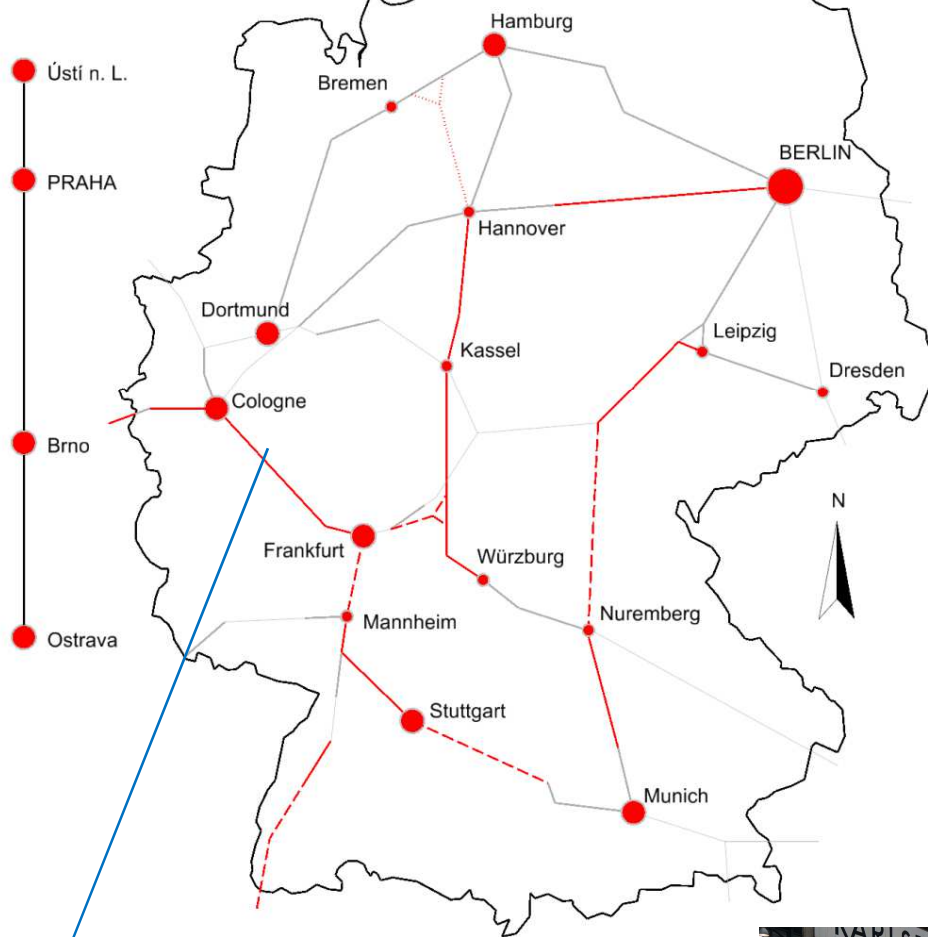 Hamburg
Ústí n. L.
Bremen
BERLIN
PRAHA
Hannover
Dortmund
Leipzig
Kassel
Dresden
Cologne
Brno
N
Frankfurt
Würzburg
Nuremberg
Mannheim
Ostrava
Stuttgart
Munich